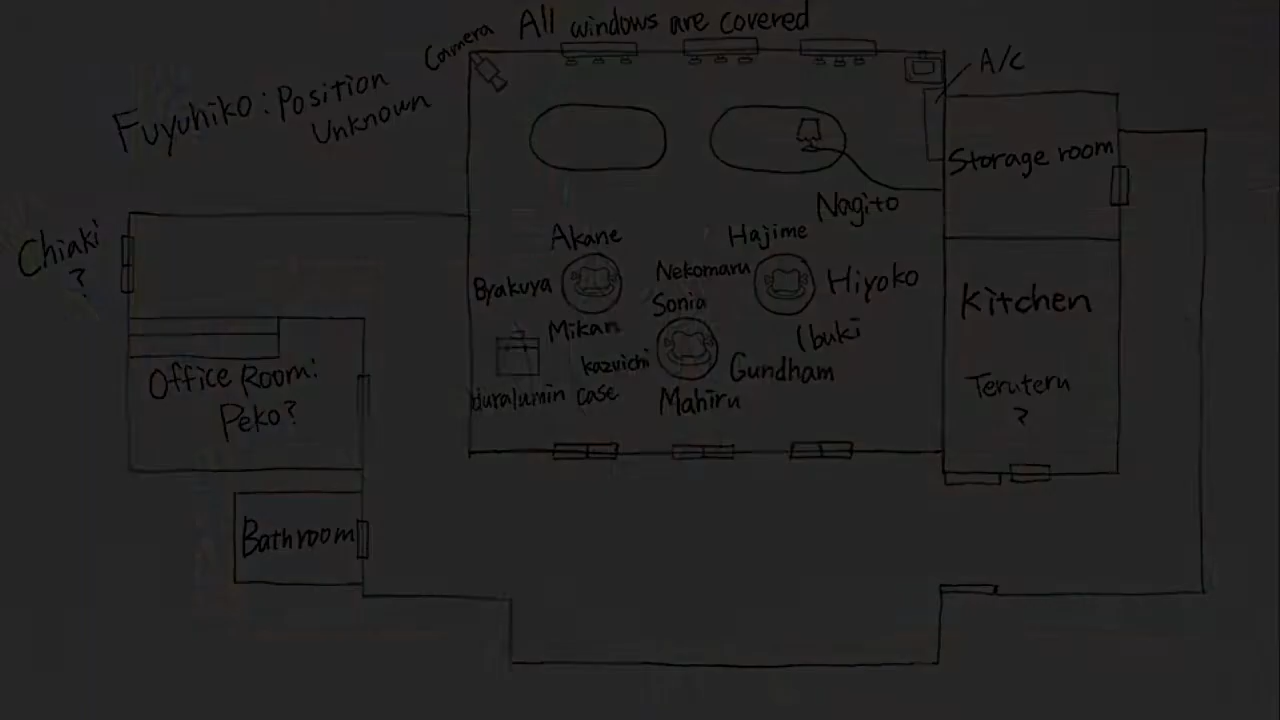 All windows are covered
Camera
A/c
Fuyuhiko: Position
Unknown
Storage room
Nagito
Chiaki
?
Akane
Hajime
Byakuya
Nekomaru
Hiyoko
Sonia
Kitchen
Mikan
Ibuki
kazuichi
Gundham
Office Room:
Peko?
duralumin case
Mahiru
Teruteru
?
Bathroom